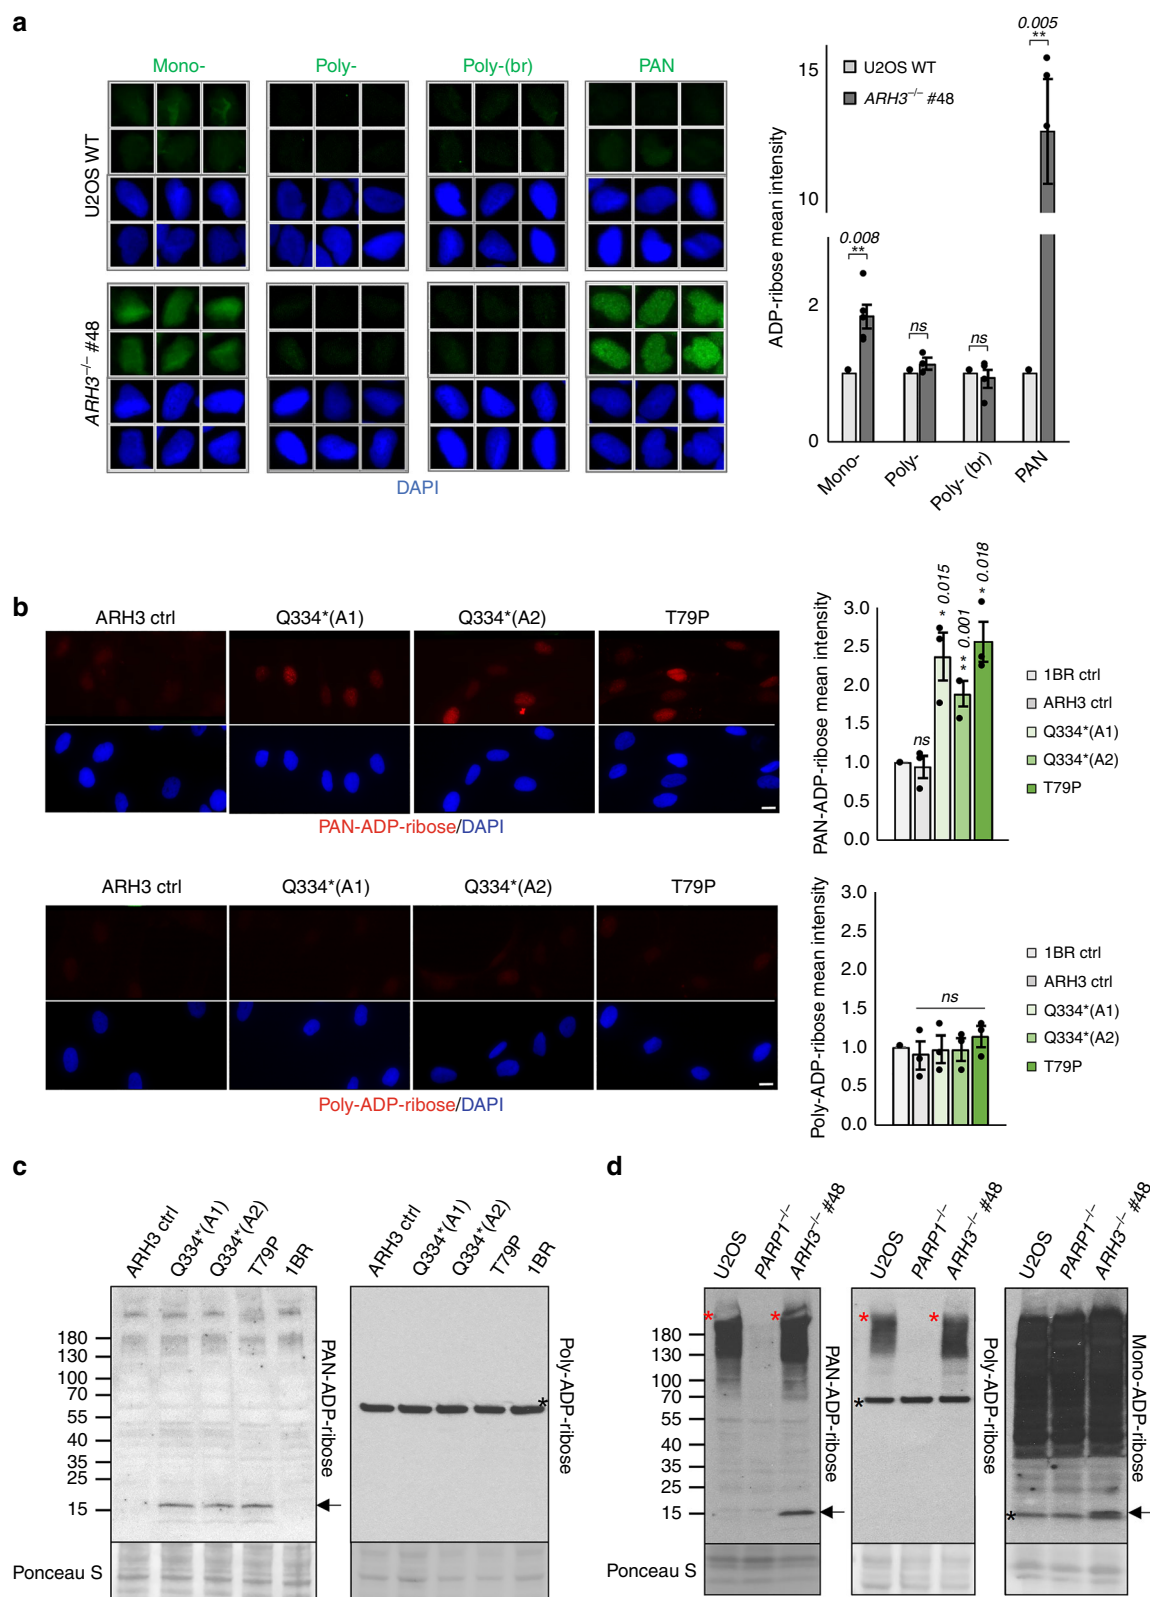 a
Mono-
Poly-
Poly-(br)
PAN
U2OS WT
ARH3−/− #48
DAPI
ADP-ribose mean intensity
15
10
2
0
U2OS WT
ARH3−/− #48
0.008
**
ns
ns
0.005
**
Mono-
Poly-
Poly- (br)
PAN
b
ARH3 ctrl
Q334*(A1)
Q334*(A2)
T79P
PAN-ADP-ribose/DAPI
PAN-ADP-ribose mean intensity
3.0
2.5
2.0
1.5
1.0
0.5
0.0
ns
* 0.015
** 0.001
* 0.018
1BR ctrl
ARH3 ctrl
Q334*(A1)
Q334*(A2)
T79P
ARH3 ctrl
Q334*(A1)
Q334*(A2)
T79P
Poly-ADP-ribose/DAPI
Poly-ADP-ribose mean intensity
3.0
2.5
2.0
1.5
1.0
0.5
0.0
ns
1BR ctrl
ARH3 ctrl
Q334*(A1)
Q334*(A2)
T79P
c
ARH3 ctrl
Q334*(A1)
Q334*(A2)
T79P
1BR
180
130
100
70
55
40
35
25
15
PAN-ADP-ribose
Ponceau S
ARH3 ctrl
Q334*(A1)
Q334*(A2)
T79P
1BR
*
Poly-ADP-ribose
d
U2OS
PARP1−/−
ARH3−/− #48
180
130
100
70
55
40
35
25
15
* *
PAN-ADP-ribose
Ponceau S
U2OS
PARP1−/−
ARH3−/− #48
* *
*
Poly-ADP-ribose
U2OS
PARP1−/−
ARH3−/− #48
*
Mono-ADP-ribose